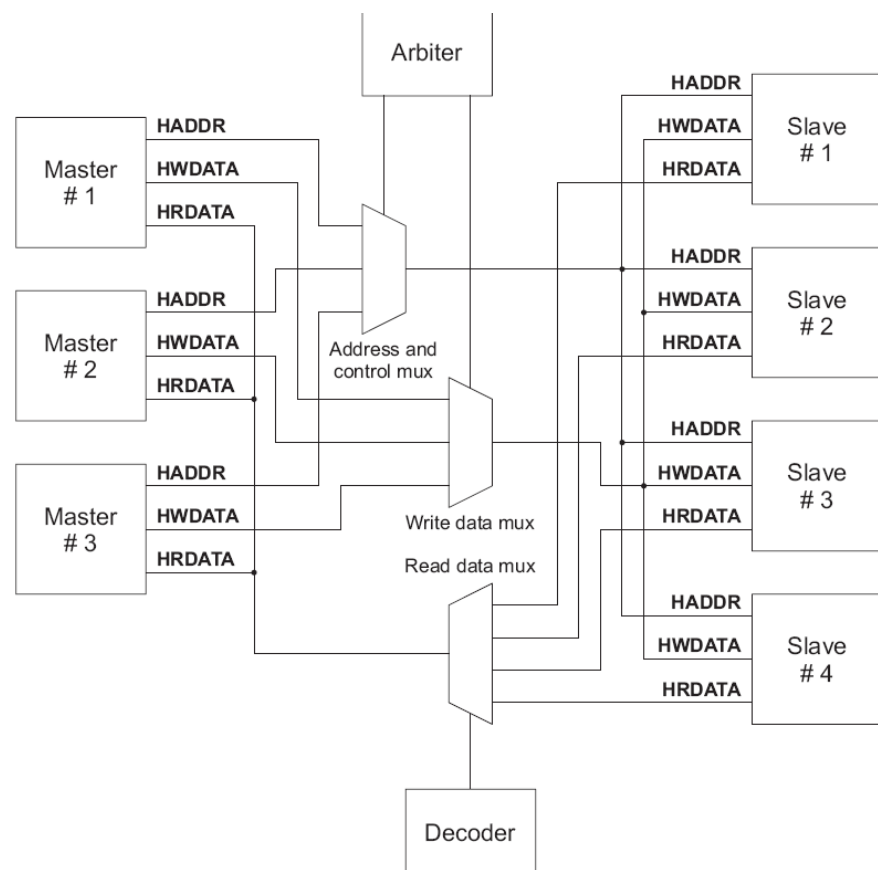 Arbiter
HADDR
HWDATA
HRDATA
Master
# 1
HADDR
HWDATA
HRDATA
Slave
# 1
HADDR
HWDATA
HRDATA
Master
# 2
Address and
control mux
HADDR
HWDATA
HRDATA
Slave
# 2
HADDR
HWDATA
HRDATA
Master
# 3
Write data mux
Read data mux
HADDR
HWDATA
HRDATA
Slave
# 3
HADDR
HWDATA
HRDATA
Slave
# 4
Decoder